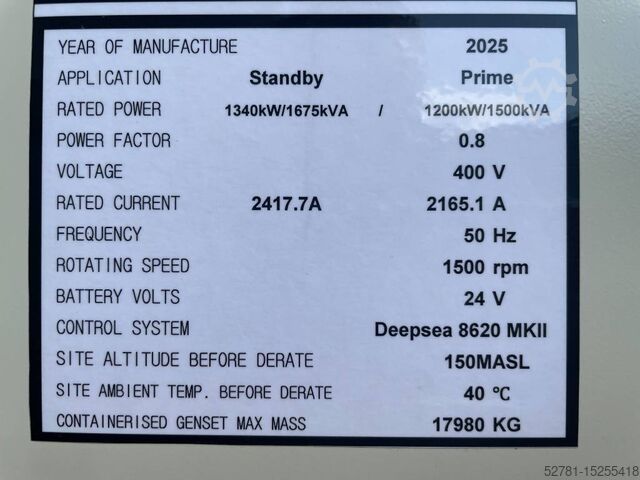 YEAR OF MANUFACTURE 2025
APPLICATION Standby Prime
RATED POWER 1340kW/1675kVA / 1200kW/1500kVA
POWER FACTOR 0.8
VOLTAGE 400 V
RATED CURRENT 2417.7A 2165.1 A
FREQUENCY 50 Hz
ROTATING SPEED 1500 rpm
BATTERY VOLTS 24 V
CONTROL SYSTEM Deepsea 8620 MKII
SITE ALTITUDE BEFORE DERATE 150MASL
SITE AMBIENT TEMP. BEFORE DERATE 40 ℃
CONTAINERISED GENSET MAX MASS 17980 KG
52781-15255418